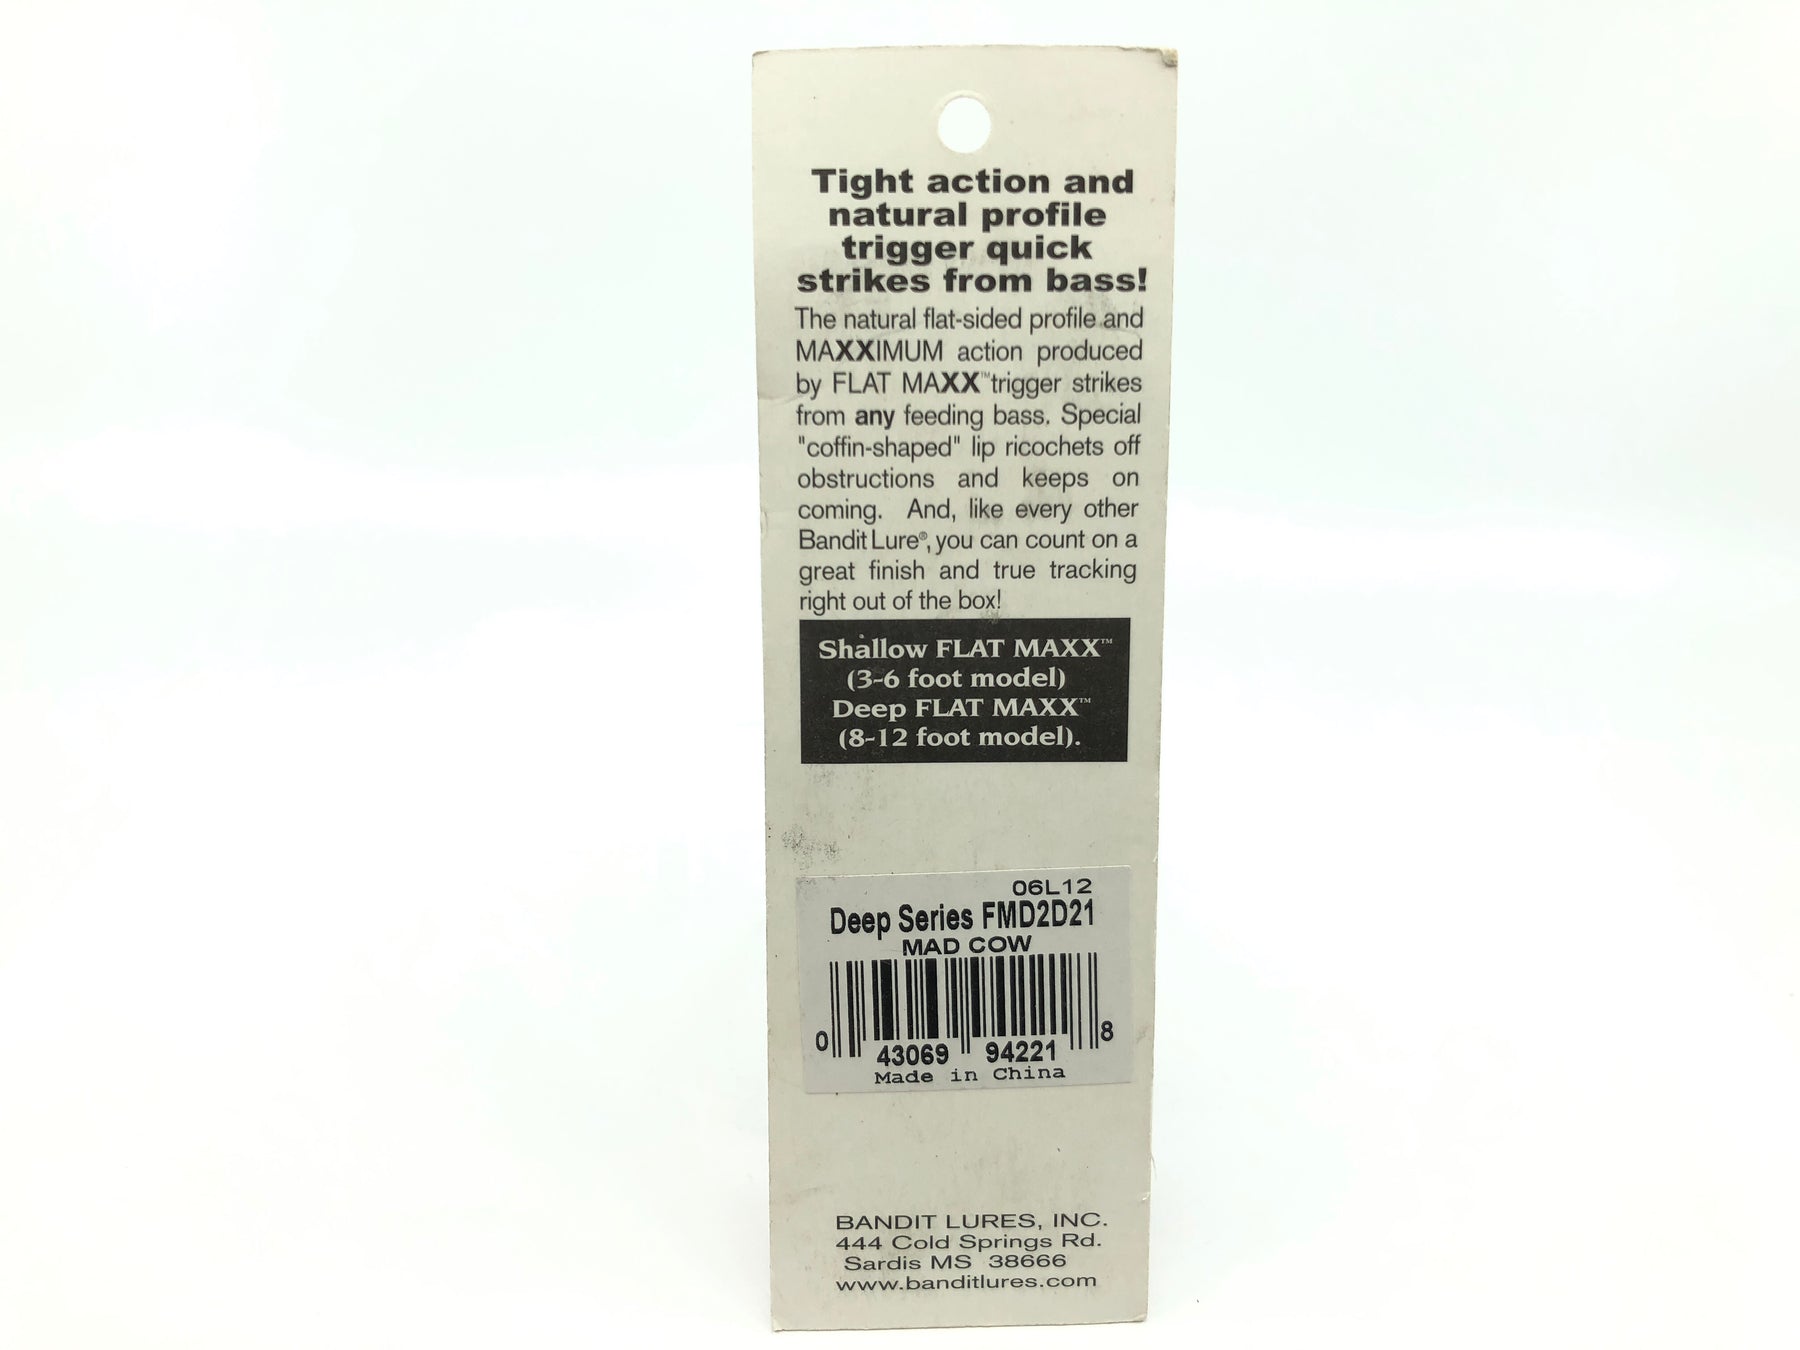 Tight action and
natural profile
trigger quick
strikes from bass!
The natural flat-sided profile and
MAXXIMUM action produced
by FLAT MAXX™ trigger strikes
from any feeding bass. Special
"coffin-shaped" lip ricochets off
obstructions and keeps on
coming. And, like every other
Bandit Lure®, you can count on a
great finish and true tracking
right out of the box!
Shallow FLAT MAXX™
(3-6 foot model)
Deep FLAT MAXX™
(8-12 foot model).
06L12
Deep Series FMD2D21
MAD COW
0 43069 94221 8
Made in China
BANDIT LURES, INC.
444 Cold Springs Rd.
Sardis MS 38666
www.banditlures.com